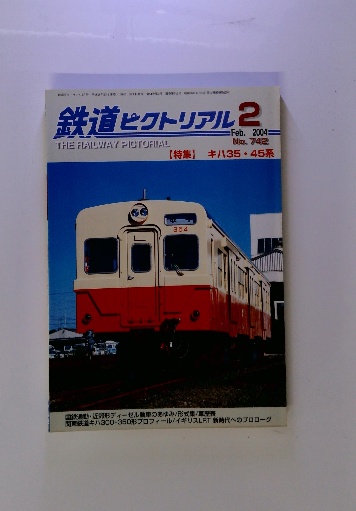 鉄道ピクトリアル 2
Feb. 2004
THE RAILWAY PICTORIAL
No. 742
【特集】 キハ35・45系
354
国鉄通勤・近郊形ディーゼル動車のあゆみ/形式集/車歴表
関東鉄道キハ300・350形プロフィール/イギリスLRT 新時代へのプロローグ